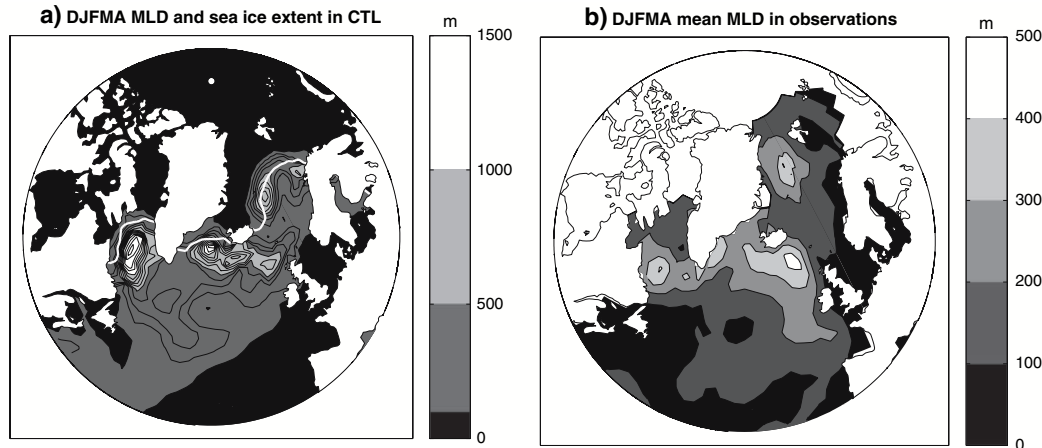 a) DJFMA MLD and sea ice extent in CTL
m
1500
1000
500
0
b) DJFMA mean MLD in observations
m
500
400
300
200
100
0